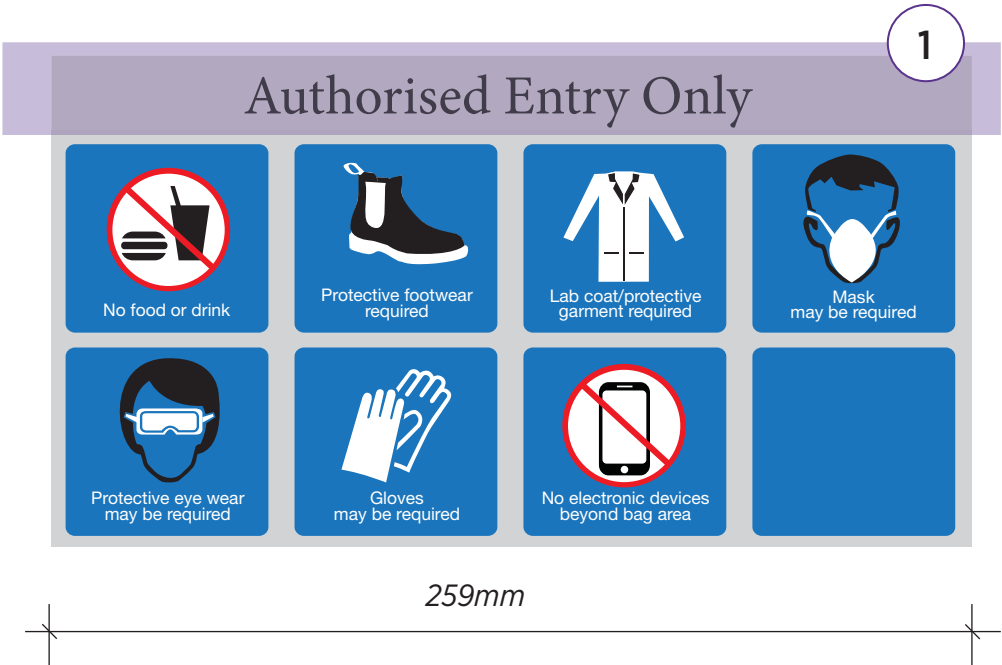 1
Authorised Entry Only
No food or drink
Protective footwear
required
Lab coat/protective
garment required
Mask
may be required
Protective eye wear
may be required
Gloves
may be required
No electronic devices
beyond bag area
259mm